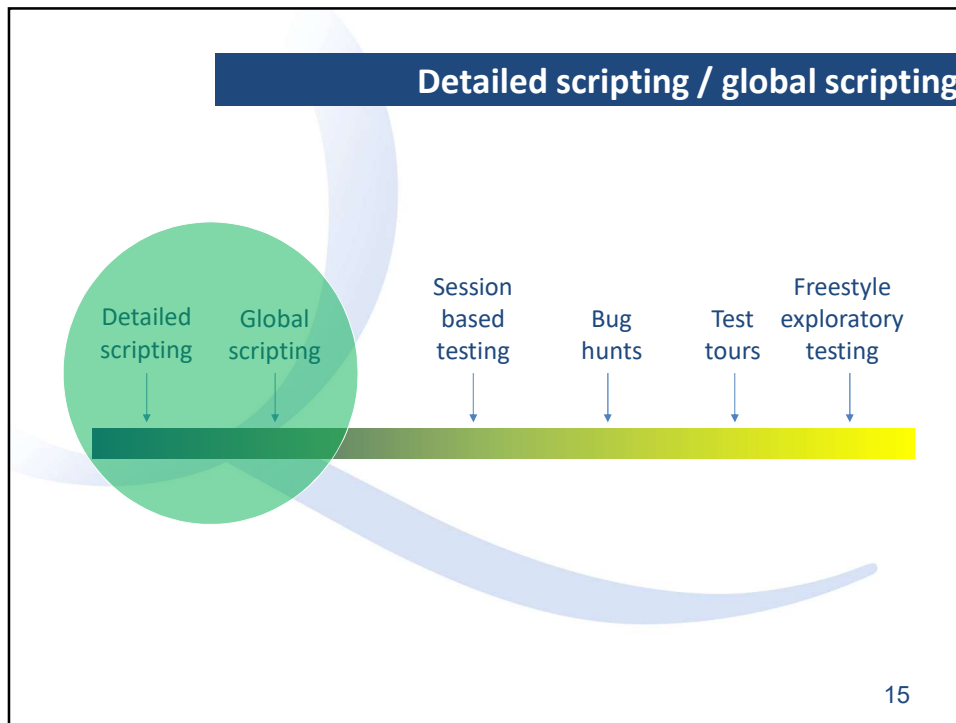 Detailed scripting / global scripting
Detailed
scripting
Global
scripting
Session
based
testing
Bug
hunts
Test
tours
Freestyle
exploratory
testing
15